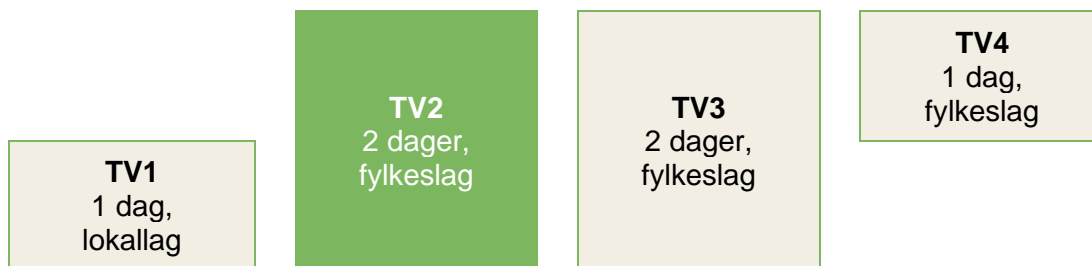 TV1
1 dag,
lokallag
TV2
2 dager,
fylkeslag
TV3
2 dager,
fylkeslag
TV4
1 dag,
fylkeslag